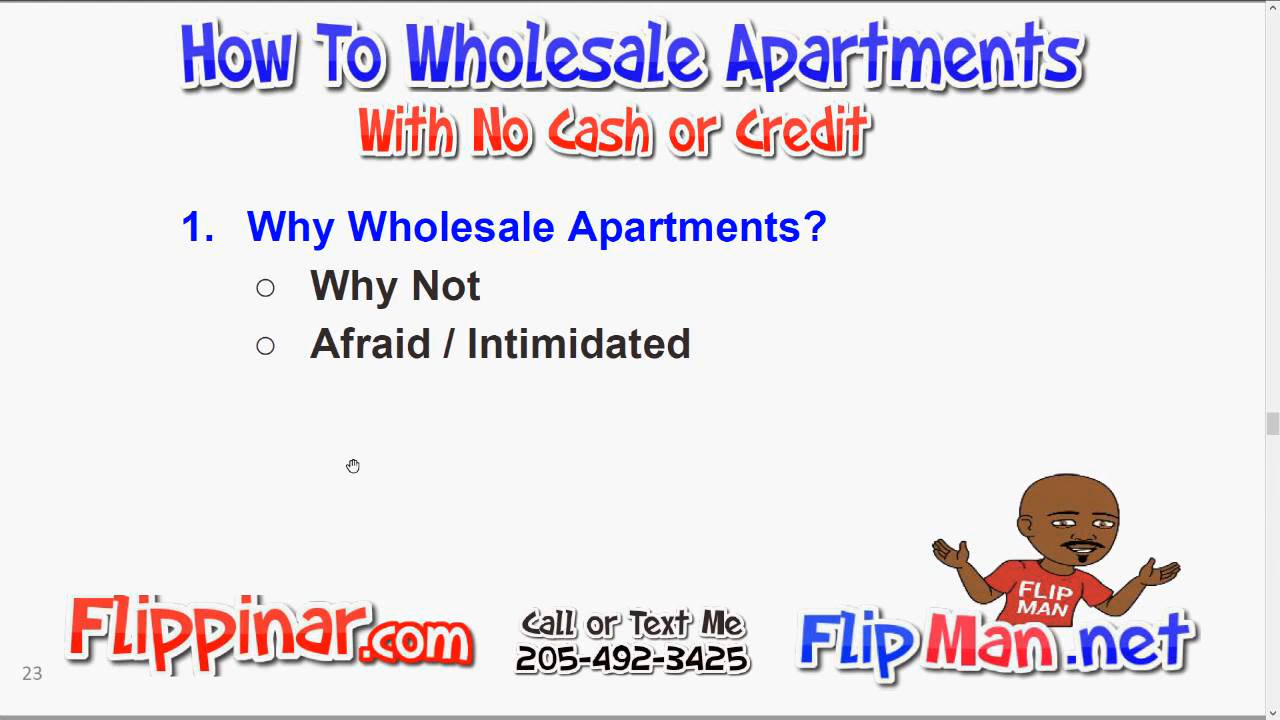 How To Wholesale Apartments
With No Cash or Credit
1. Why Wholesale Apartments?
○ Why Not
○ Afraid / Intimidated
FLIP
MAN
Flippinar.com
Call or Text Me
205-492-3425
FlipMan.net
23